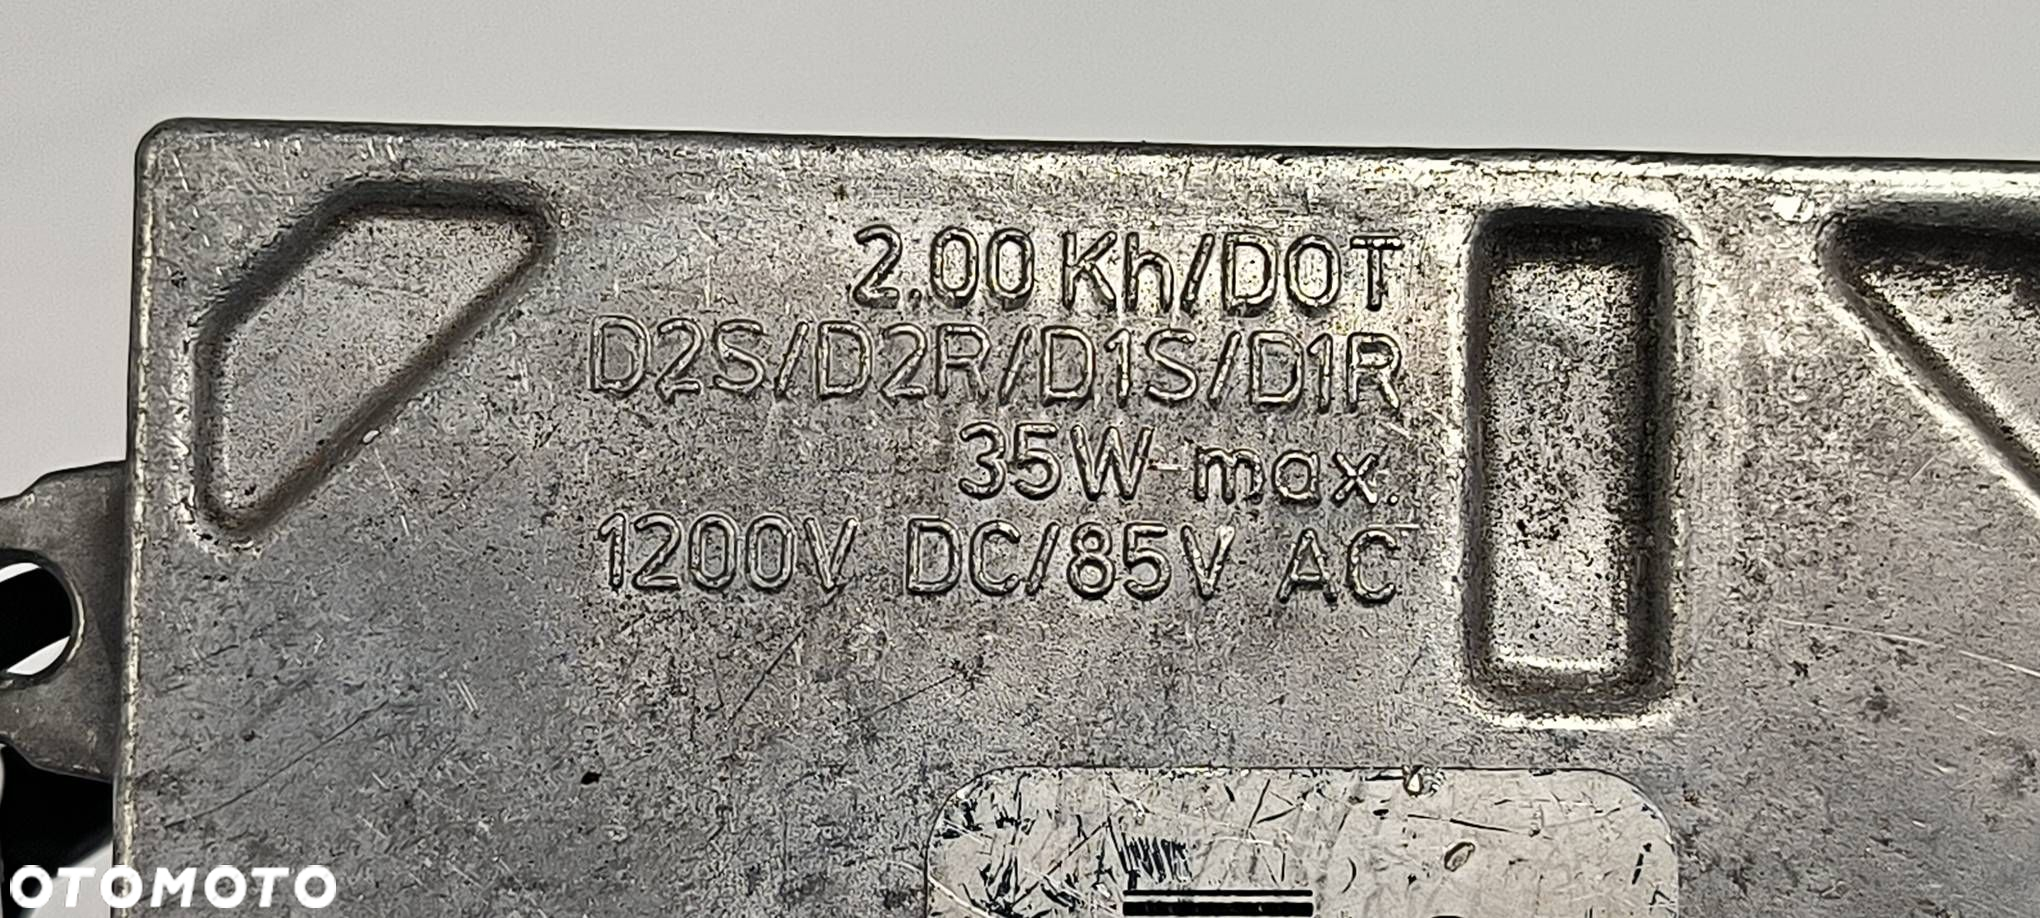 2.00 Kh/DOT
D2S/D2R/D1S/D1R
35W max.
1200V DC/85V AC
OTOMOTO